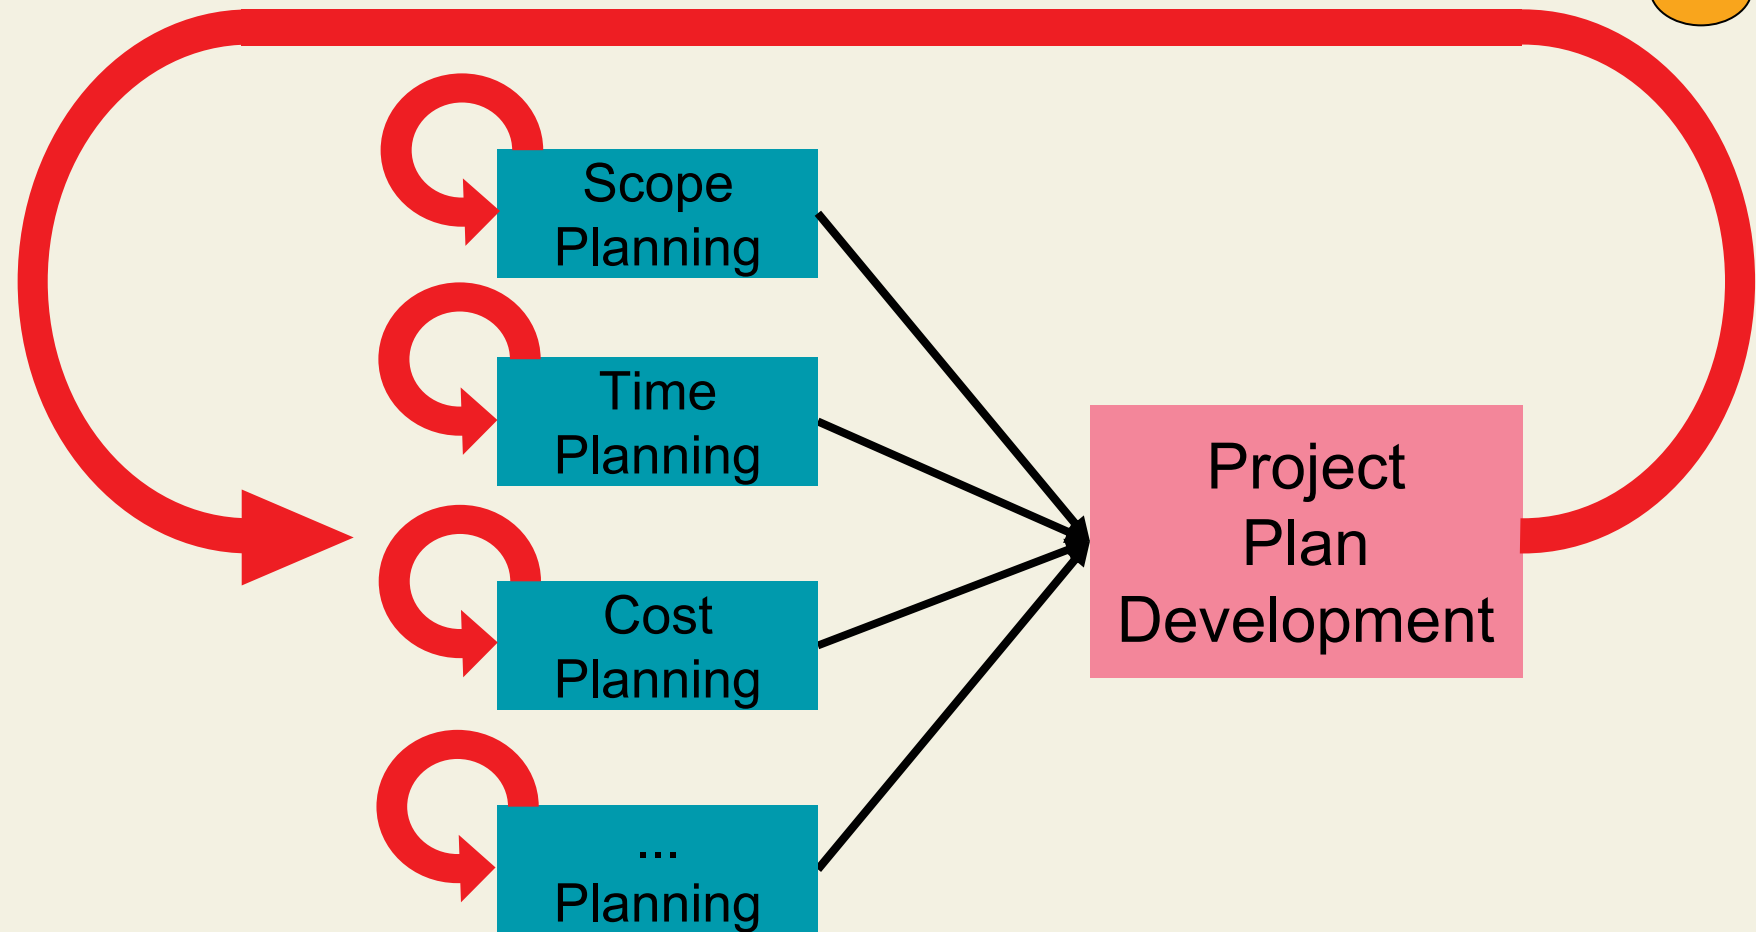 Scope
Planning
Time
Planning
Cost
Planning
...
Planning
Project
Plan
Development